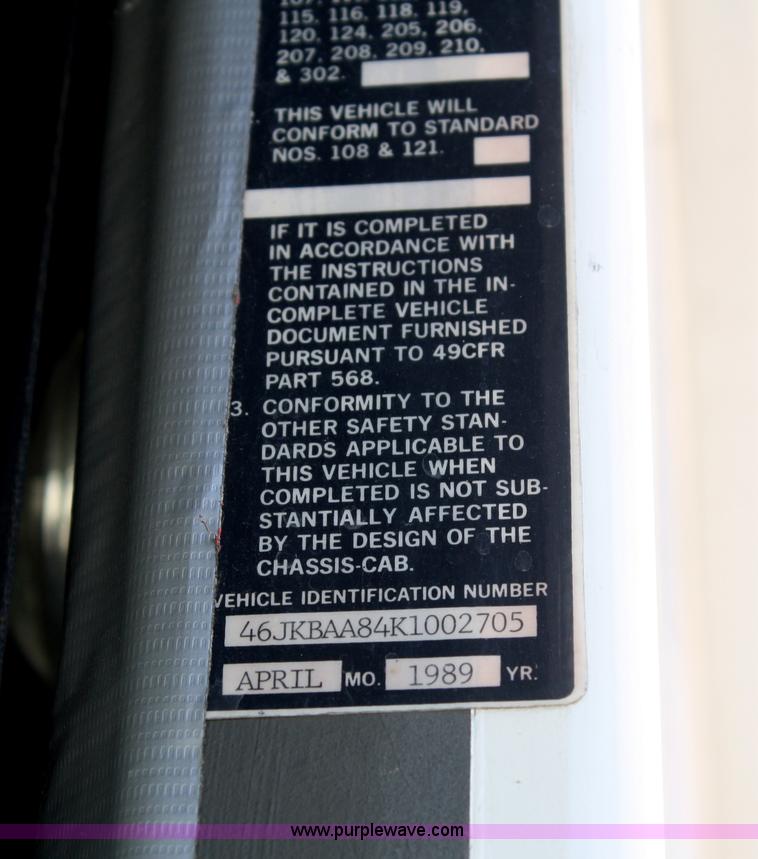 115, 116, 118, 119,
120, 124, 205, 206,
207, 208, 209, 210,
& 302.
THIS VEHICLE WILL
CONFORM TO STANDARD
NOS. 108 & 121.
IF IT IS COMPLETED
IN ACCORDANCE WITH
THE INSTRUCTIONS
CONTAINED IN THE IN-
COMPLETE VEHICLE
DOCUMENT FURNISHED
PURSUANT TO 49CFR
PART 568.
3. CONFORMITY TO THE
OTHER SAFETY STAN-
DARDS APPLICABLE TO
THIS VEHICLE WHEN
COMPLETED IS NOT SUB-
STANTIALLY AFFECTED
BY THE DESIGN OF THE
CHASSIS-CAB.
VEHICLE IDENTIFICATION NUMBER
46JKBAA84K1002705
APRIL MO. 1989 YR.
www.purplewave.com